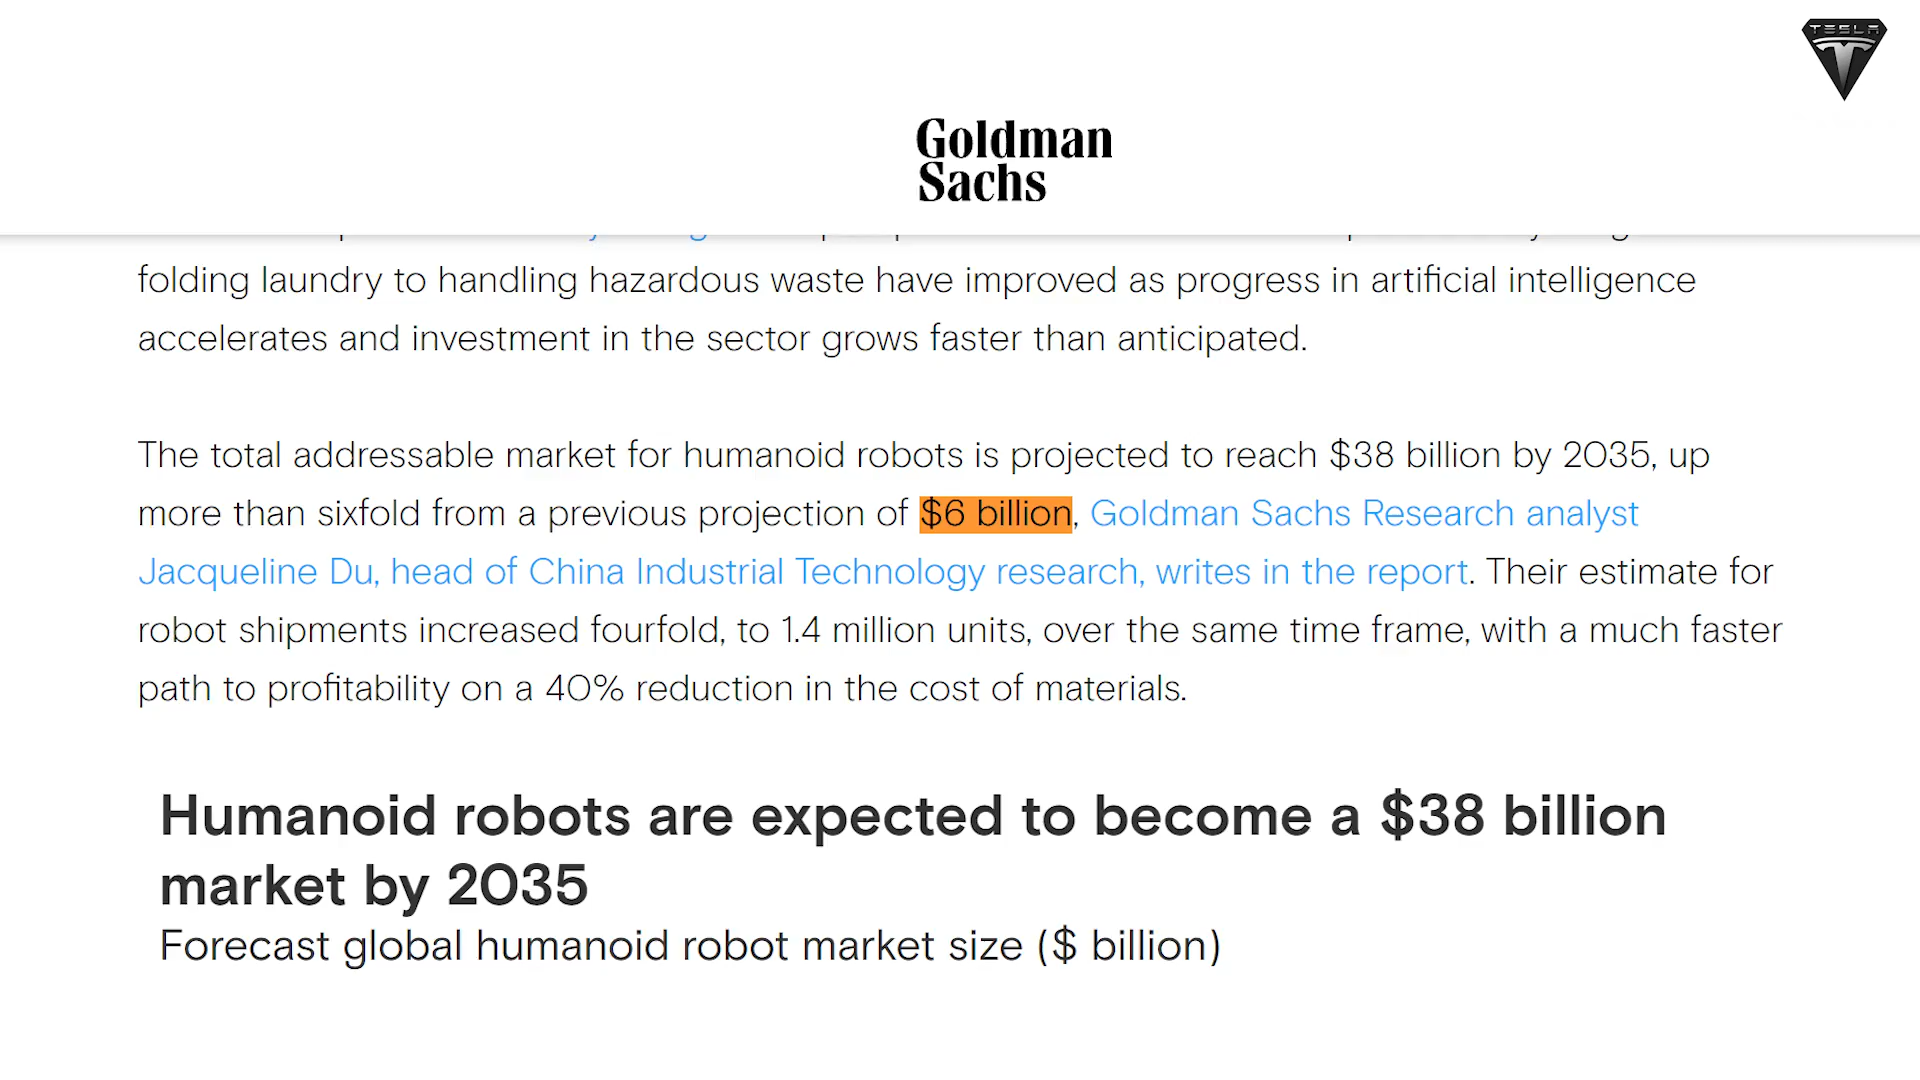 TESLA
Goldman
Sachs
folding laundry to handling hazardous waste have improved as progress in artificial intelligence
accelerates and investment in the sector grows faster than anticipated.
The total addressable market for humanoid robots is projected to reach $38 billion by 2035, up
more than sixfold from a previous projection of $6 billion, Goldman Sachs Research analyst
Jacqueline Du, head of China Industrial Technology research, writes in the report. Their estimate for
robot shipments increased fourfold, to 1.4 million units, over the same time frame, with a much faster
path to profitability on a 40% reduction in the cost of materials.
Humanoid robots are expected to become a $38 billion
market by 2035
Forecast global humanoid robot market size ($ billion)